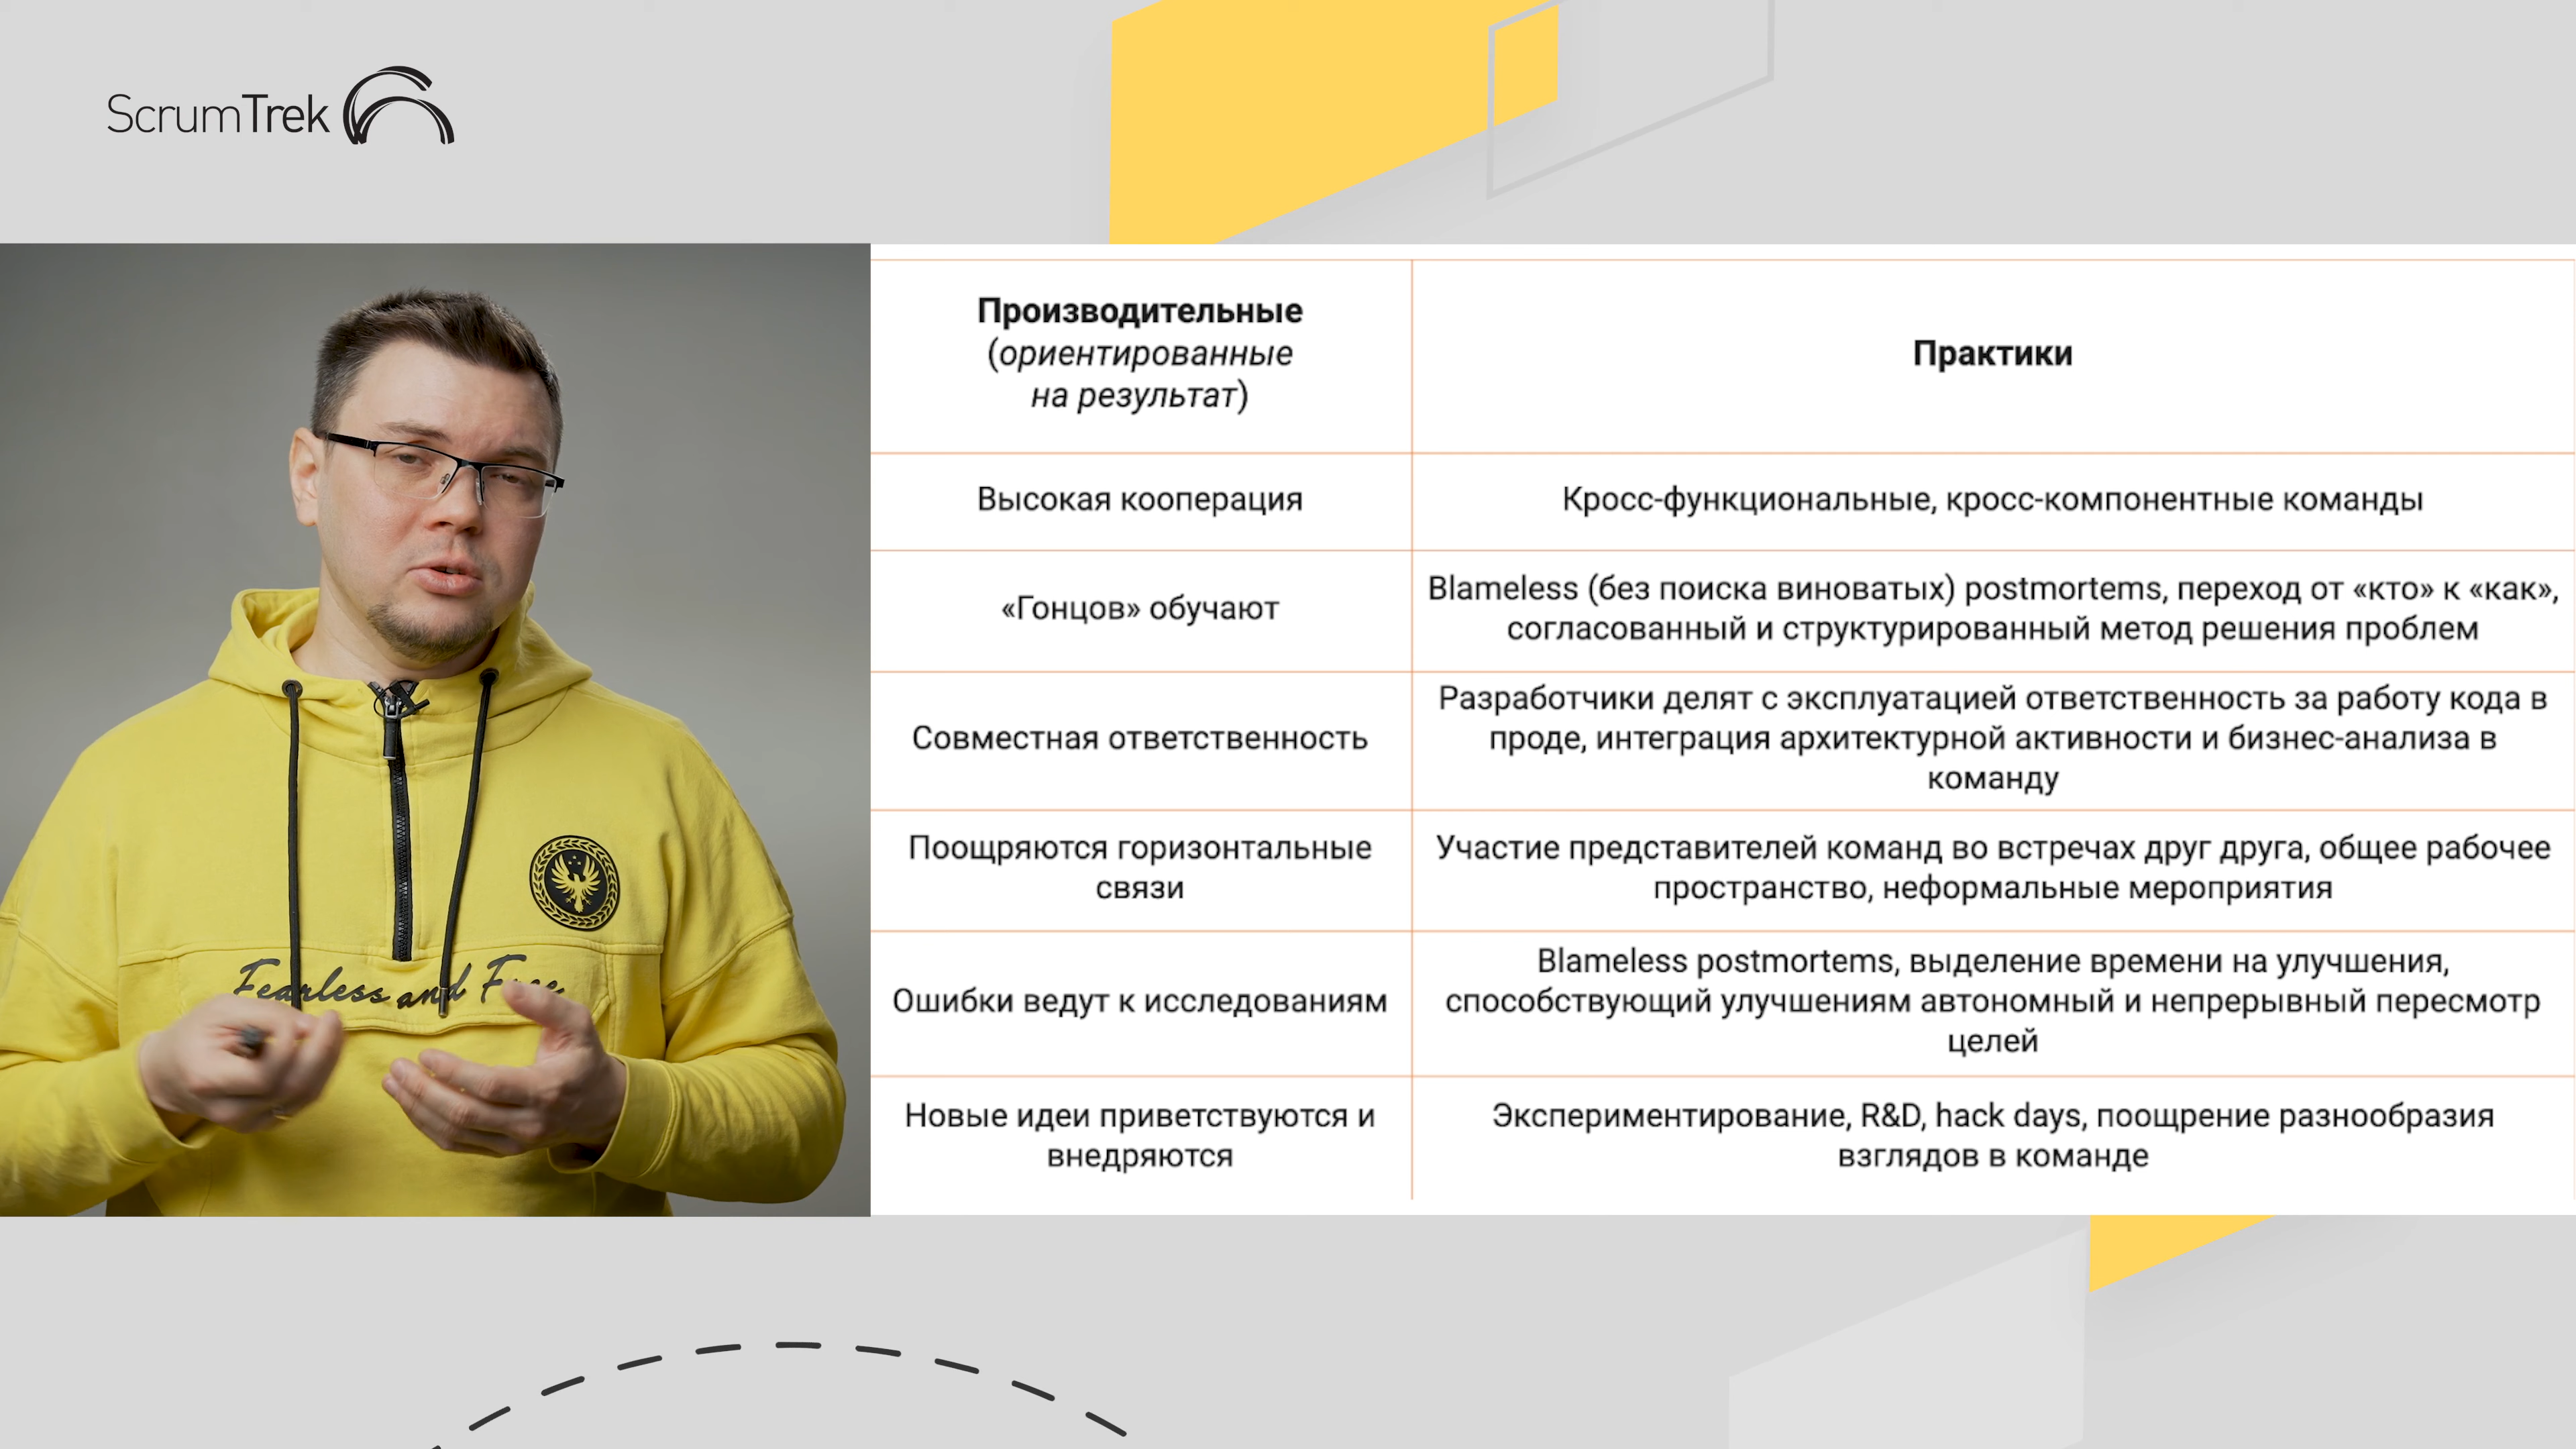 ScrumTrek
Производительные
(ориентированные
на результат)
Практики
Высокая кооперация
Кросс-функциональные, кросс-компонентные команды
«Гонцов» обучают
Blameless (без поиска виноватых) postmortems, переход от «кто» к «как»,
согласованный и структурированный метод решения проблем
Совместная ответственность
Разработчики делят с эксплуатацией ответственность за работу кода в
проде, интеграция архитектурной активности и бизнес-анализа в
команду
Поощряются горизонтальные
связи
Участие представителей команд во встречах друг друга, общее рабочее
пространство, неформальные мероприятия
Ошибки ведут к исследованиям
Blameless postmortems, выделение времени на улучшения,
способствующий улучшениям автономный и непрерывный пересмотр
целей
Новые идеи приветствуются и
внедряются
Экспериментирование, R&D, hack days, поощрение разнообразия
взглядов в команде
Fearless and Free